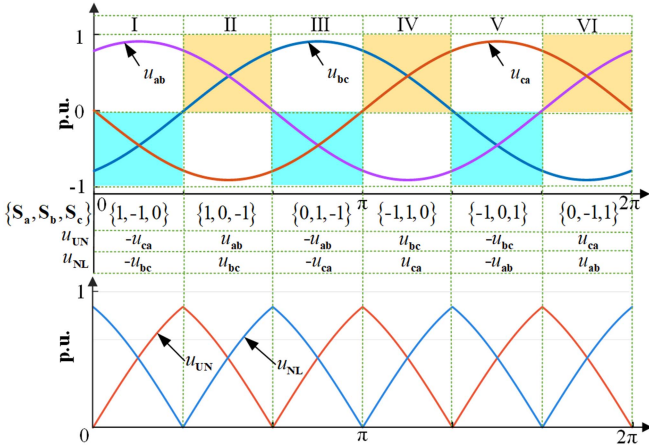 I II III IV V VI
1
u_ab u_bc u_ca
p.u.
0
-1
0 π 2π
{S_a, S_b, S_c} {1, -1, 0} {1, 0, -1} {0, 1, -1} {-1, 1, 0} {-1, 0, 1} {0, -1, 1}
u_UN -u_ca u_ab -u_ab u_bc -u_bc u_ca
u_NL -u_bc u_bc -u_ca u_ca -u_ab u_ab
1
p.u.
u_UN u_NL
0 π 2π